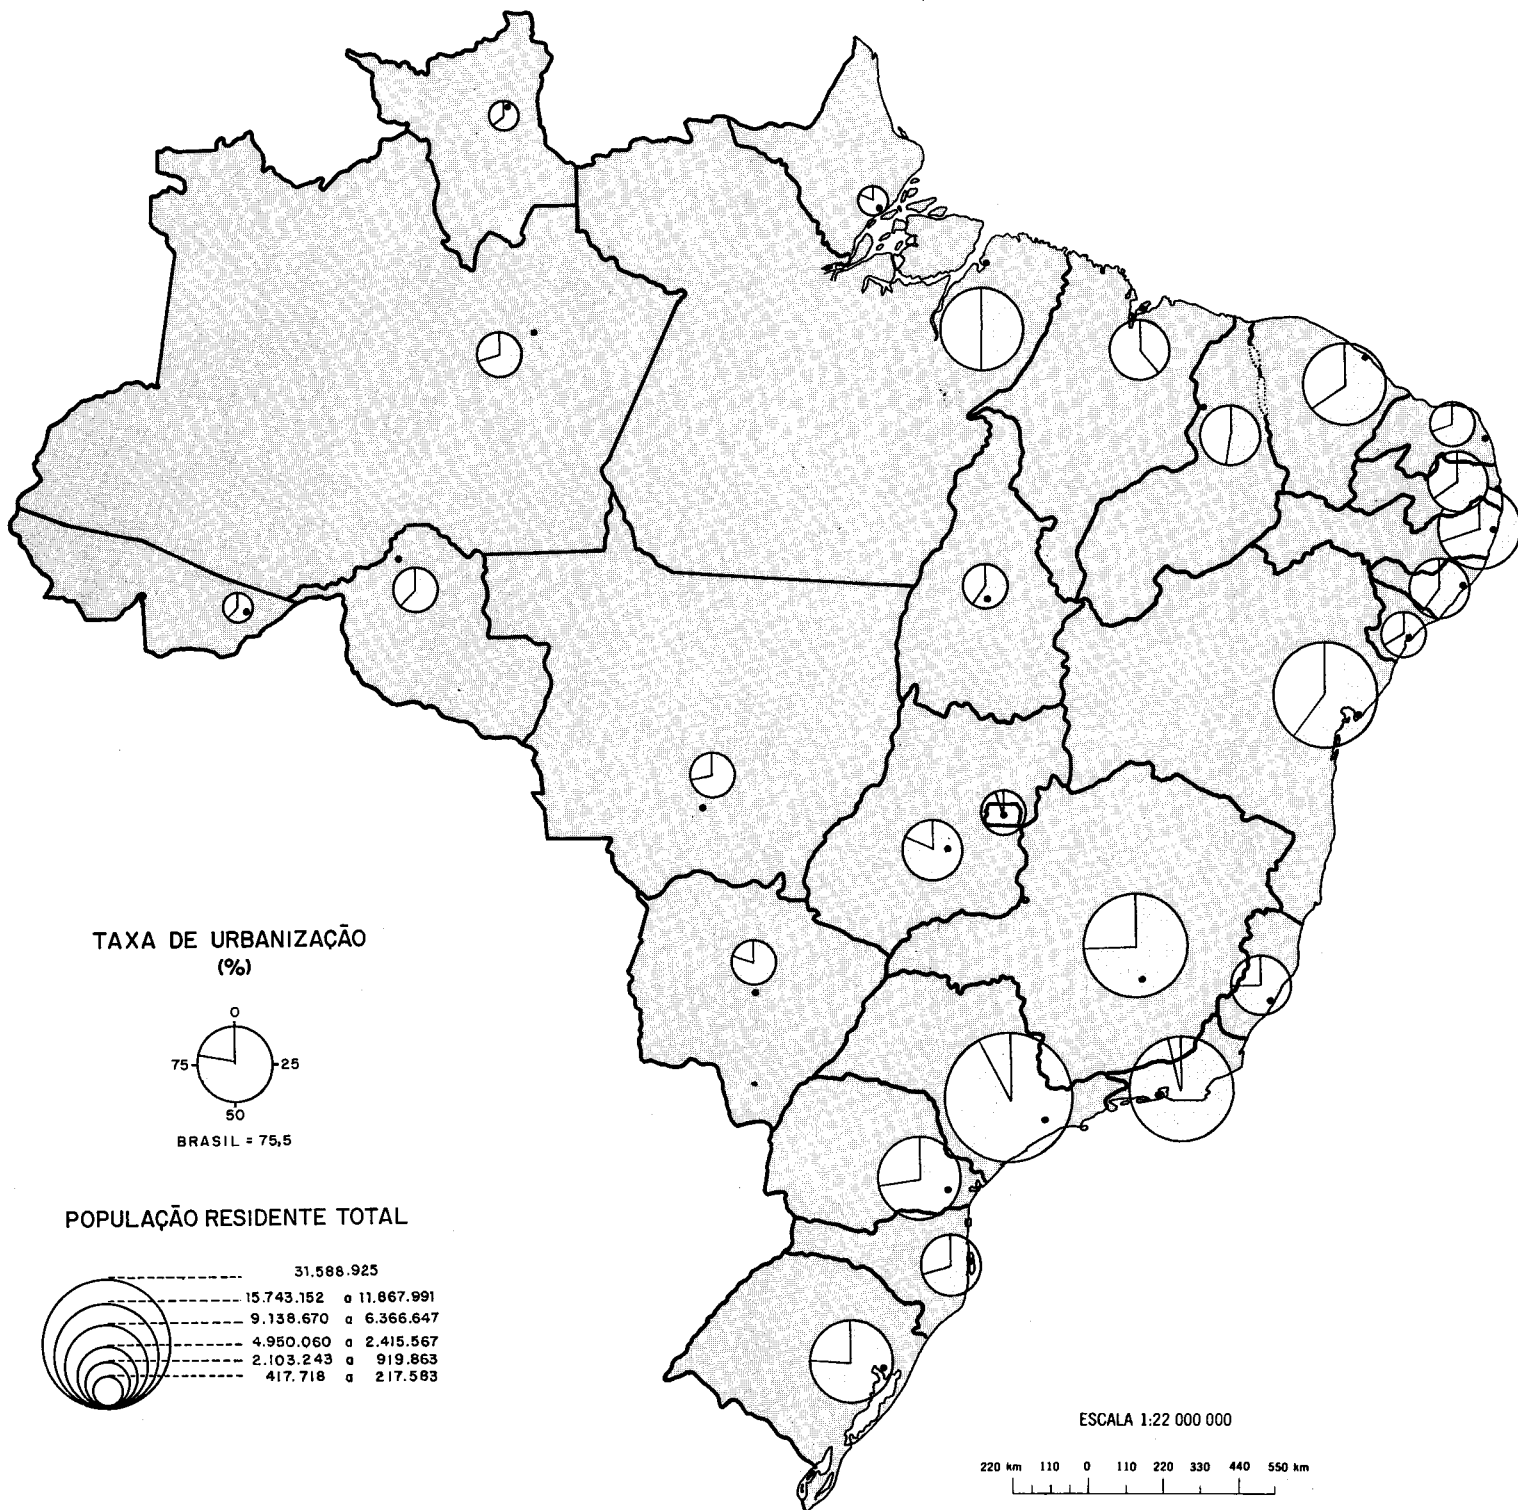 TAXA DE URBANIZAÇÃO
(%)
0
75 25
50
BRASIL = 75,5
POPULAÇÃO RESIDENTE TOTAL
31.588.925
15.743.152 a 11.867.991
9.138.670 a 6.366.647
4.950.060 a 2.415.567
2.103.243 a 919.863
417.718 a 217.583
ESCALA 1:22 000 000
220 km 110 0 110 220 330 440 550 km